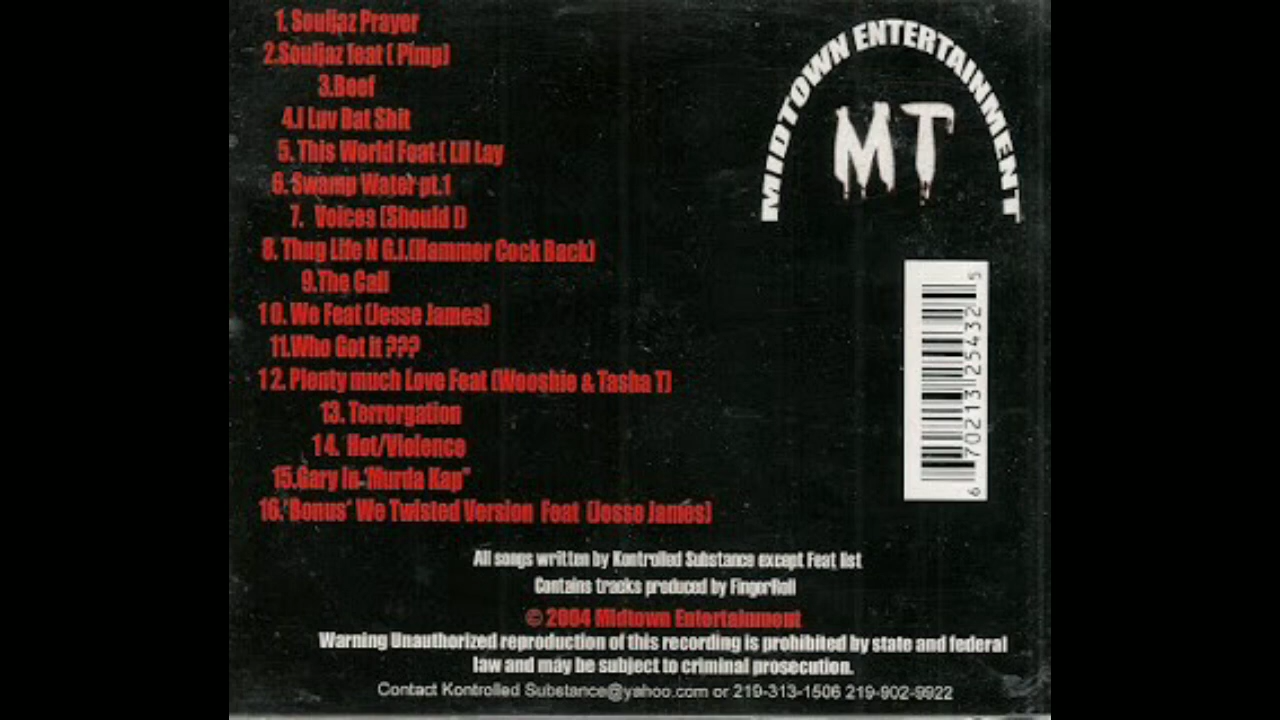 1. Souljaz Prayer
2.Souljaz feat ( Pimp)
3.Beef
4.I Luv Dat Shit
5. This World Feat ( Lil Lay
6. Swamp Water pt.1
7. Voices (Should I)
8. Thug Life N G.I.(Hammer Cock Back)
9.The Call
10. We Feat (Jesse James)
11.Who Got it ???
12. Plenty much Love Feat (Wooshie & Tasha T)
13. Terrorgation
14. Hot/Violence
15.Gary In-"Murda Kap"
16."Bonus" We Twisted Version Feat (Jesse James)
MIDTOWN ENTERTAINMENT
MT
6 70213 25432 5
All songs written by Kontrolled Substance except Feat list
Contains tracks produced by FingerRoll
© 2004 Midtown Entertainment
Warning Unauthorized reproduction of this recording is prohibited by state and federal
law and may be subject to criminal prosecution.
Contact Kontrolled Substance@yahoo.com or 219-313-1506 219-902-9922